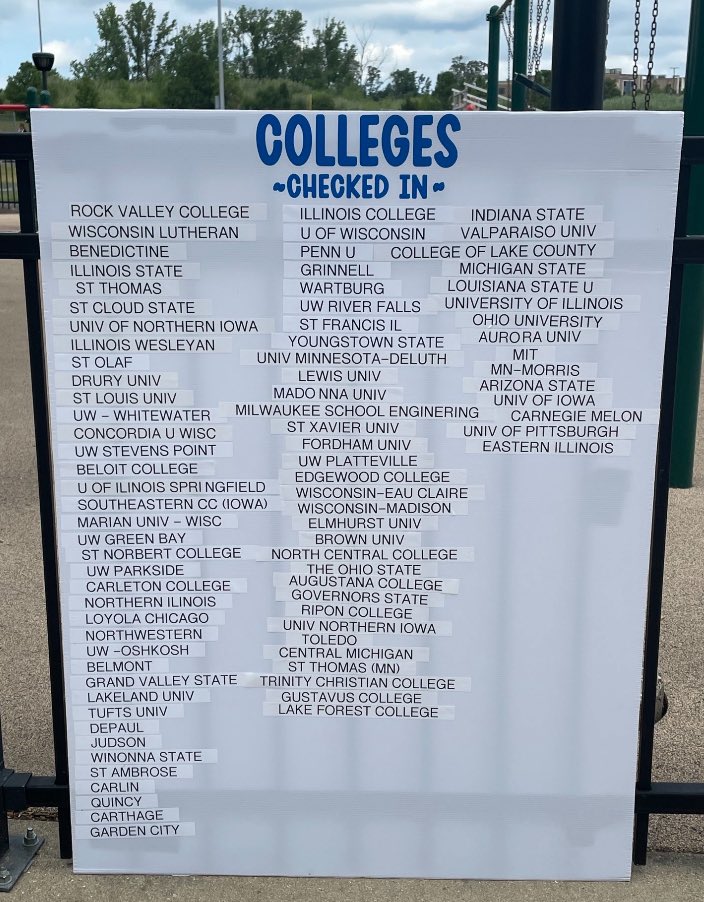 COLLEGES
~CHECKED IN~
ROCK VALLEY COLLEGE
WISCONSIN LUTHERAN
BENEDICTINE
ILLINOIS STATE
ST THOMAS
ST CLOUD STATE
UNIV OF NORTHERN IOWA
ILLINOIS WESLEYAN
ST OLAF
DRURY UNIV
ST LOUIS UNIV
UW - WHITEWATER
CONCORDIA U WISC
UW STEVENS POINT
BELOIT COLLEGE
U OF ILINOIS SPRINGFIELD
SOUTHEASTERN CC (IOWA)
MARIAN UNIV - WISC
UW GREEN BAY
ST NORBERT COLLEGE
UW PARKSIDE
CARLETON COLLEGE
NORTHERN ILINOIS
LOYOLA CHICAGO
NORTHWESTERN
UW -OSHKOSH
BELMONT
GRAND VALLEY STATE
LAKELAND UNIV
TUFTS UNIV
DEPAUL
JUDSON
WINONNA STATE
ST AMBROSE
CARLIN
QUINCY
CARTHAGE
GARDEN CITY
ILLINOIS COLLEGE
U OF WISCONSIN
PENN U
GRINNELL
WARTBURG
UW RIVER FALLS
ST FRANCIS IL
YOUNGSTOWN STATE
UNIV MINNESOTA-DELUTH
LEWIS UNIV
MADO NNA UNIV
MILWAUKEE SCHOOL ENGINERING
ST XAVIER UNIV
FORDHAM UNIV
UW PLATTEVILLE
EDGEWOOD COLLEGE
WISCONSIN-EAU CLAIRE
WISCONSIN-MADISON
ELMHURST UNIV
BROWN UNIV
NORTH CENTRAL COLLEGE
THE OHIO STATE
AUGUSTANA COLLEGE
GOVERNORS STATE
RIPON COLLEGE
UNIV NORTHERN IOWA
TOLEDO
CENTRAL MICHIGAN
ST THOMAS (MN)
TRINITY CHRISTIAN COLLEGE
GUSTAVUS COLLEGE
LAKE FOREST COLLEGE
INDIANA STATE
VALPARAISO UNIV
COLLEGE OF LAKE COUNTY
MICHIGAN STATE
LOUISIANA STATE U
UNIVERSITY OF ILLINOIS
OHIO UNIVERSITY
AURORA UNIV
MIT
MN-MORRIS
ARIZONA STATE
UNIV OF IOWA
CARNEGIE MELON
UNIV OF PITTSBURGH
EASTERN ILLINOIS